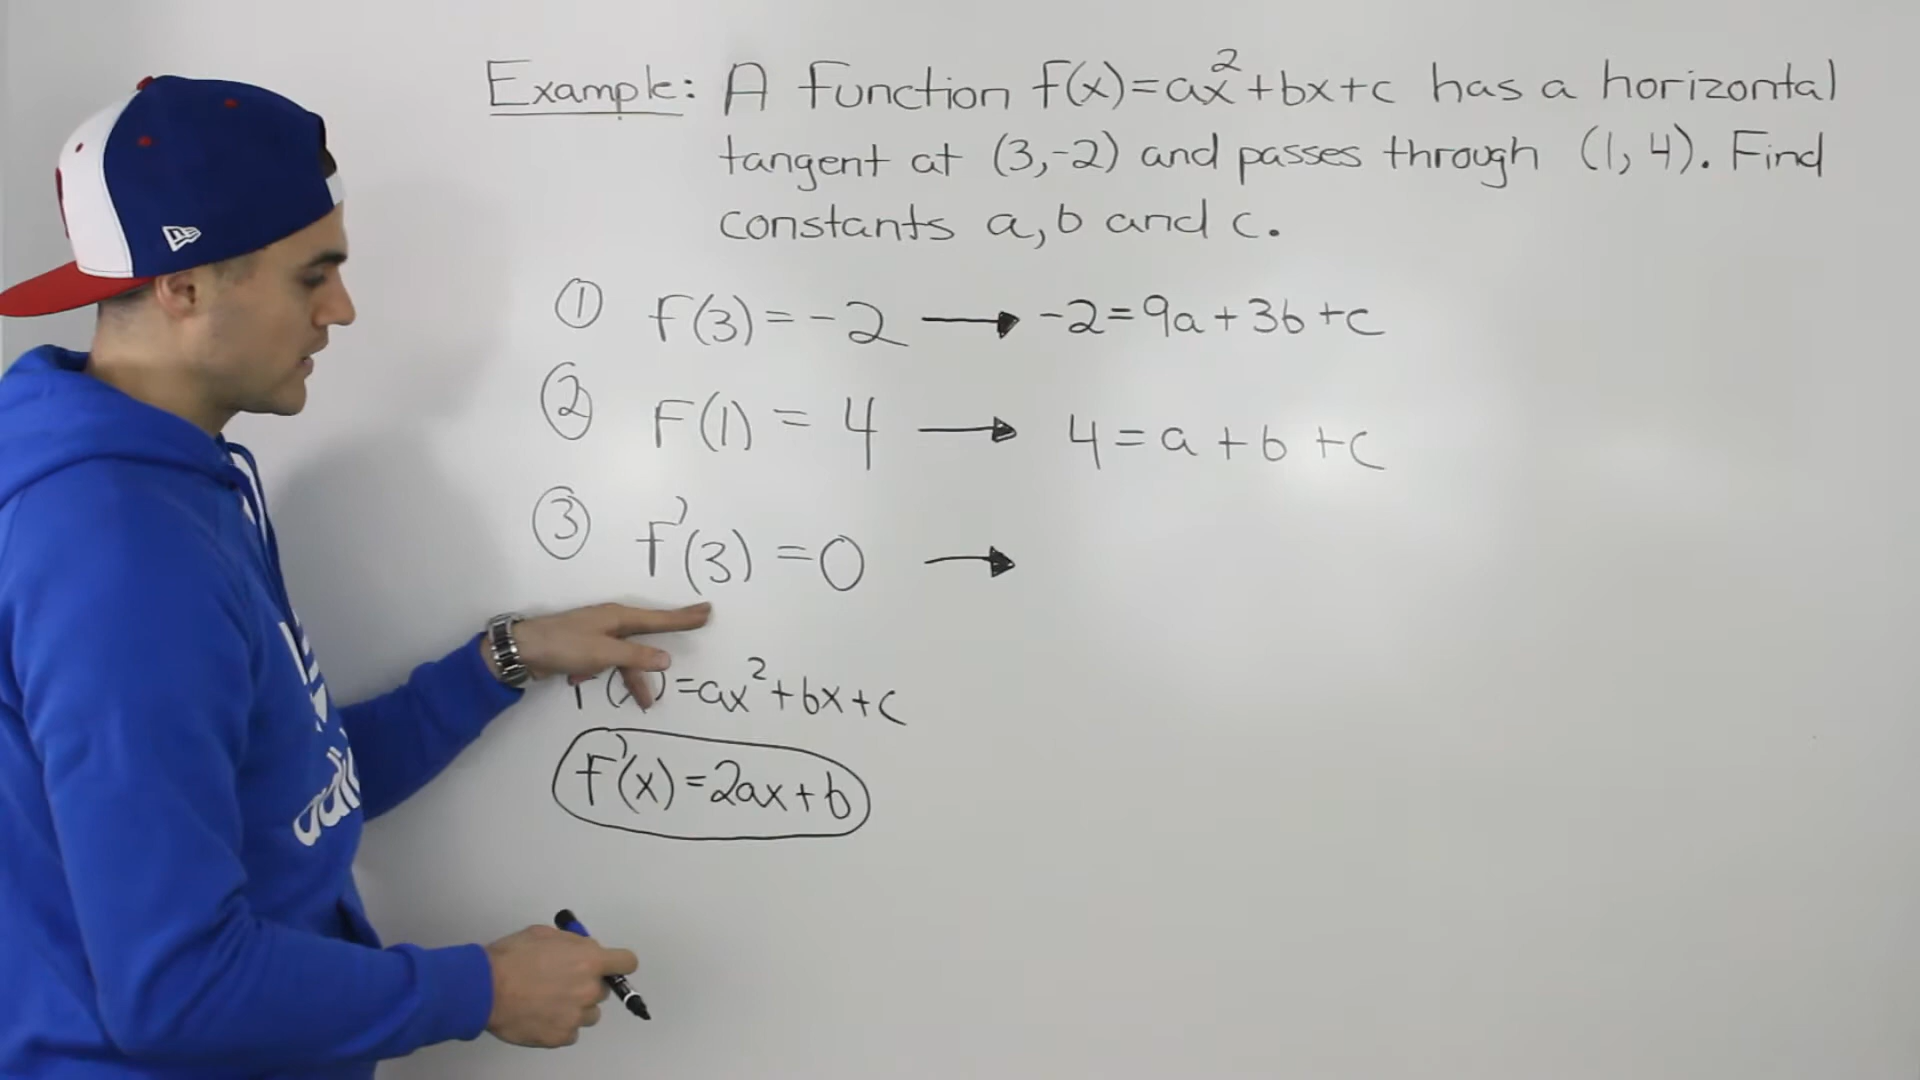 Example: A function f(x)=ax²+bx+c has a horizontal
tangent at (3,-2) and passes through (1,4). Find
constants a, b and c.
① f(3)=-2 → -2=9a+3b+c
② f(1)=4 → 4=a+b+c
③ f'(3)=0 →
f(x)=ax²+bx+c
f'(x)=2ax+b